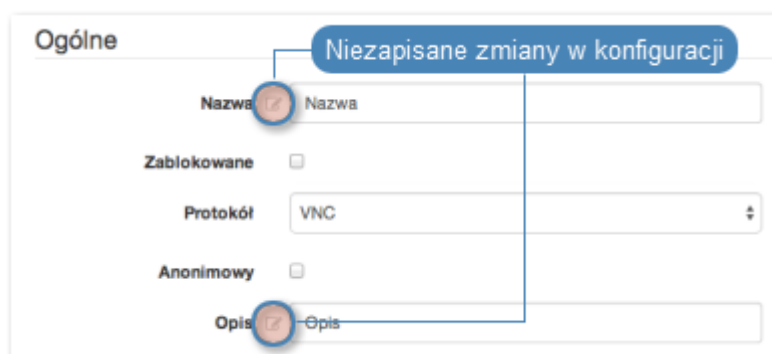 Ogólne
Niezapisane zmiany w konfiguracji
Nazwa Nazwa
Zablokowane
Protokół VNC
Anonimowy
Opis Opis